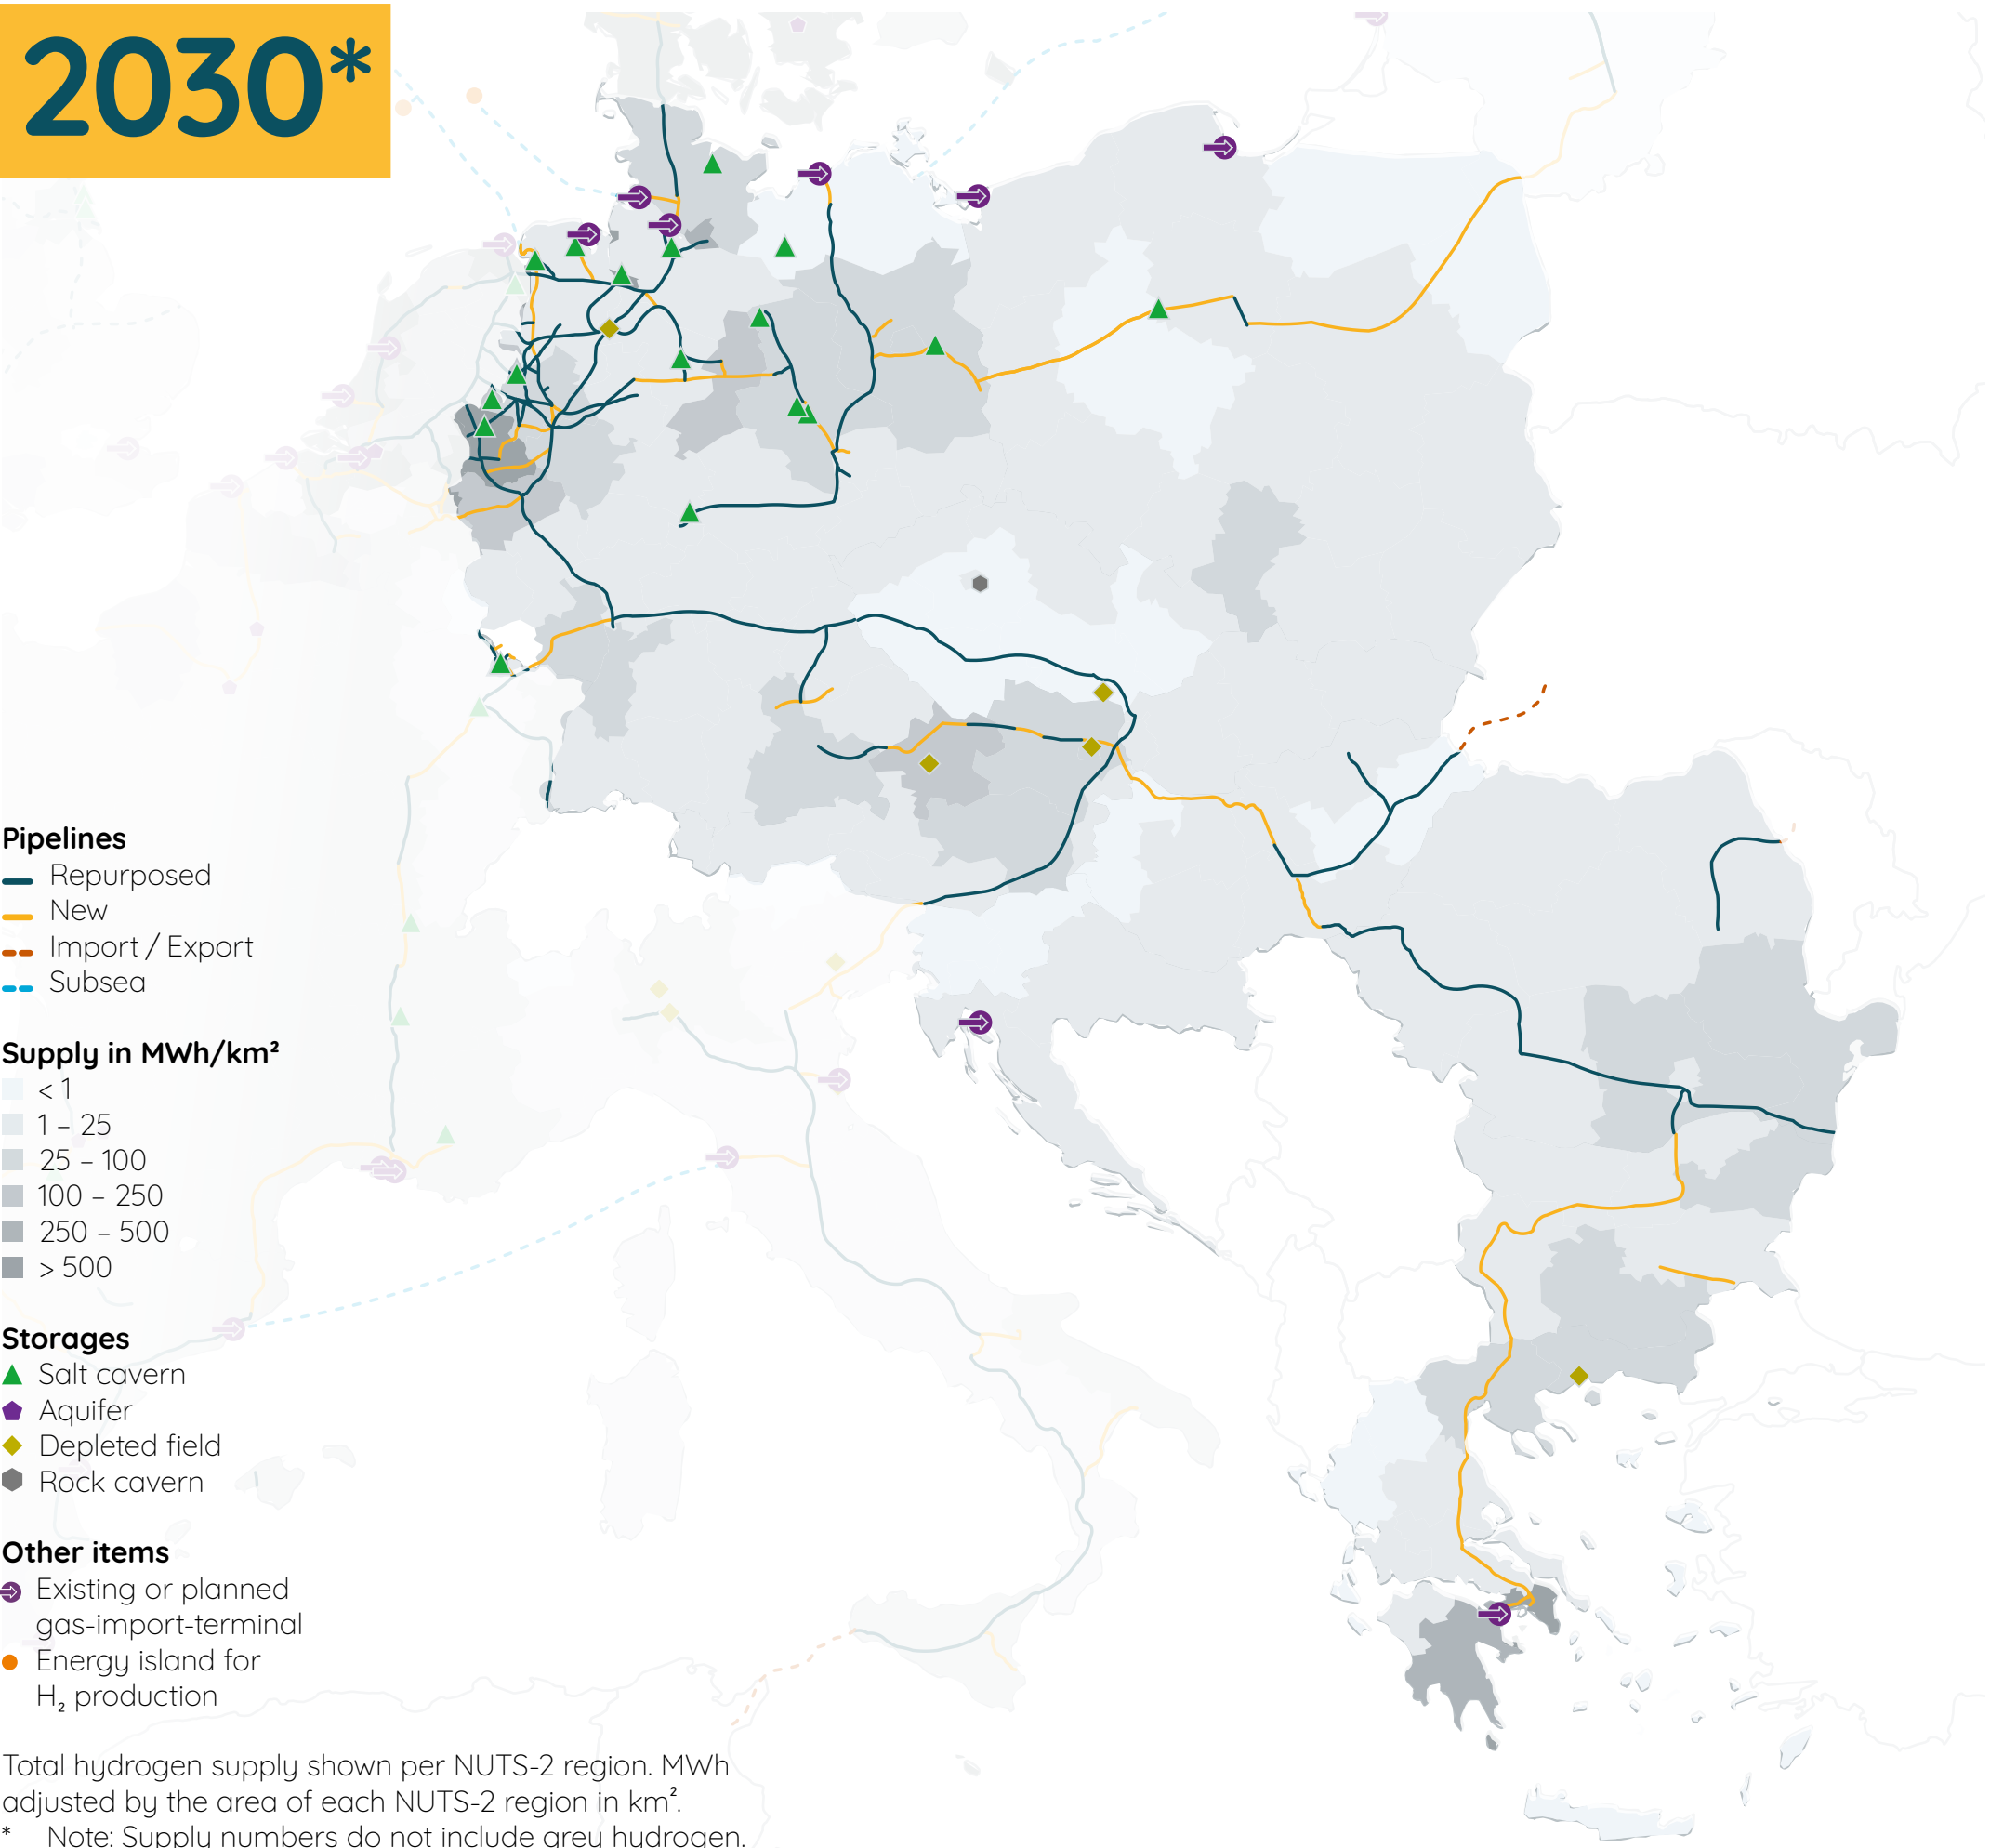 2030*
Pipelines
Repurposed
New
Import / Export
Subsea
Supply in MWh/km²
< 1
1 – 25
25 – 100
100 – 250
250 – 500
> 500
Storages
Salt cavern
Aquifer
Depleted field
Rock cavern
Other items
Existing or planned
gas-import-terminal
Energy island for
H₂ production
Total hydrogen supply shown per NUTS-2 region. MWh
adjusted by the area of each NUTS-2 region in km².
* Note: Supply numbers do not include grey hydrogen.